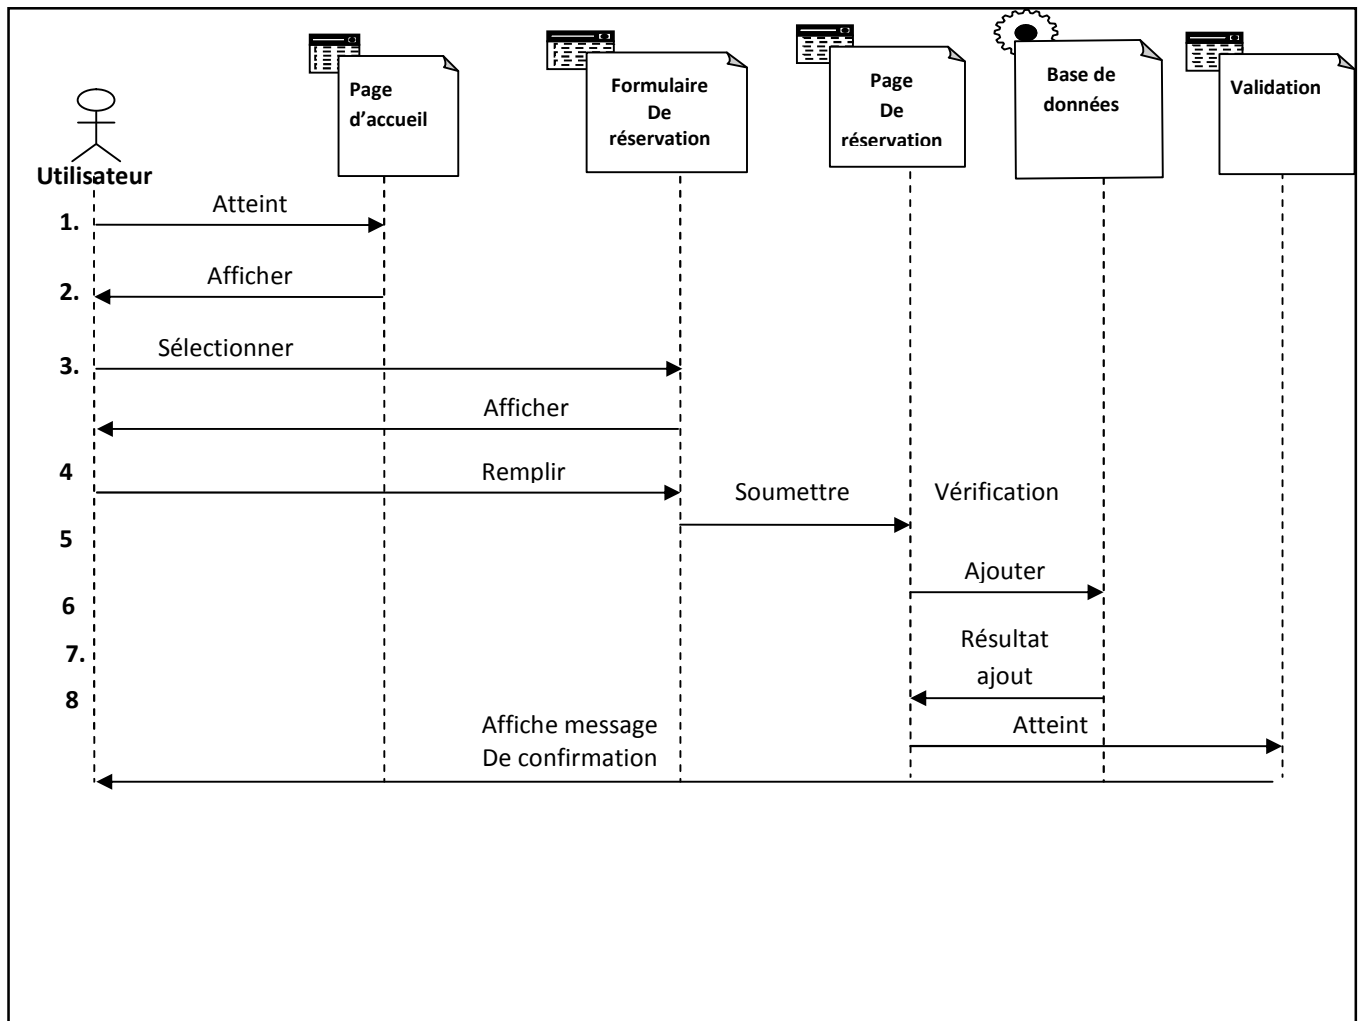 Page
d'accueil
Formulaire
De
réservation
Page
De
réservation
Base de
données
Validation
Utilisateur
1.
Atteint
2.
Afficher
3.
Sélectionner
Afficher
4
Remplir
Soumettre
Vérification
5
Ajouter
6
7.
Résultat
ajout
8
Affiche message
De confirmation
Atteint